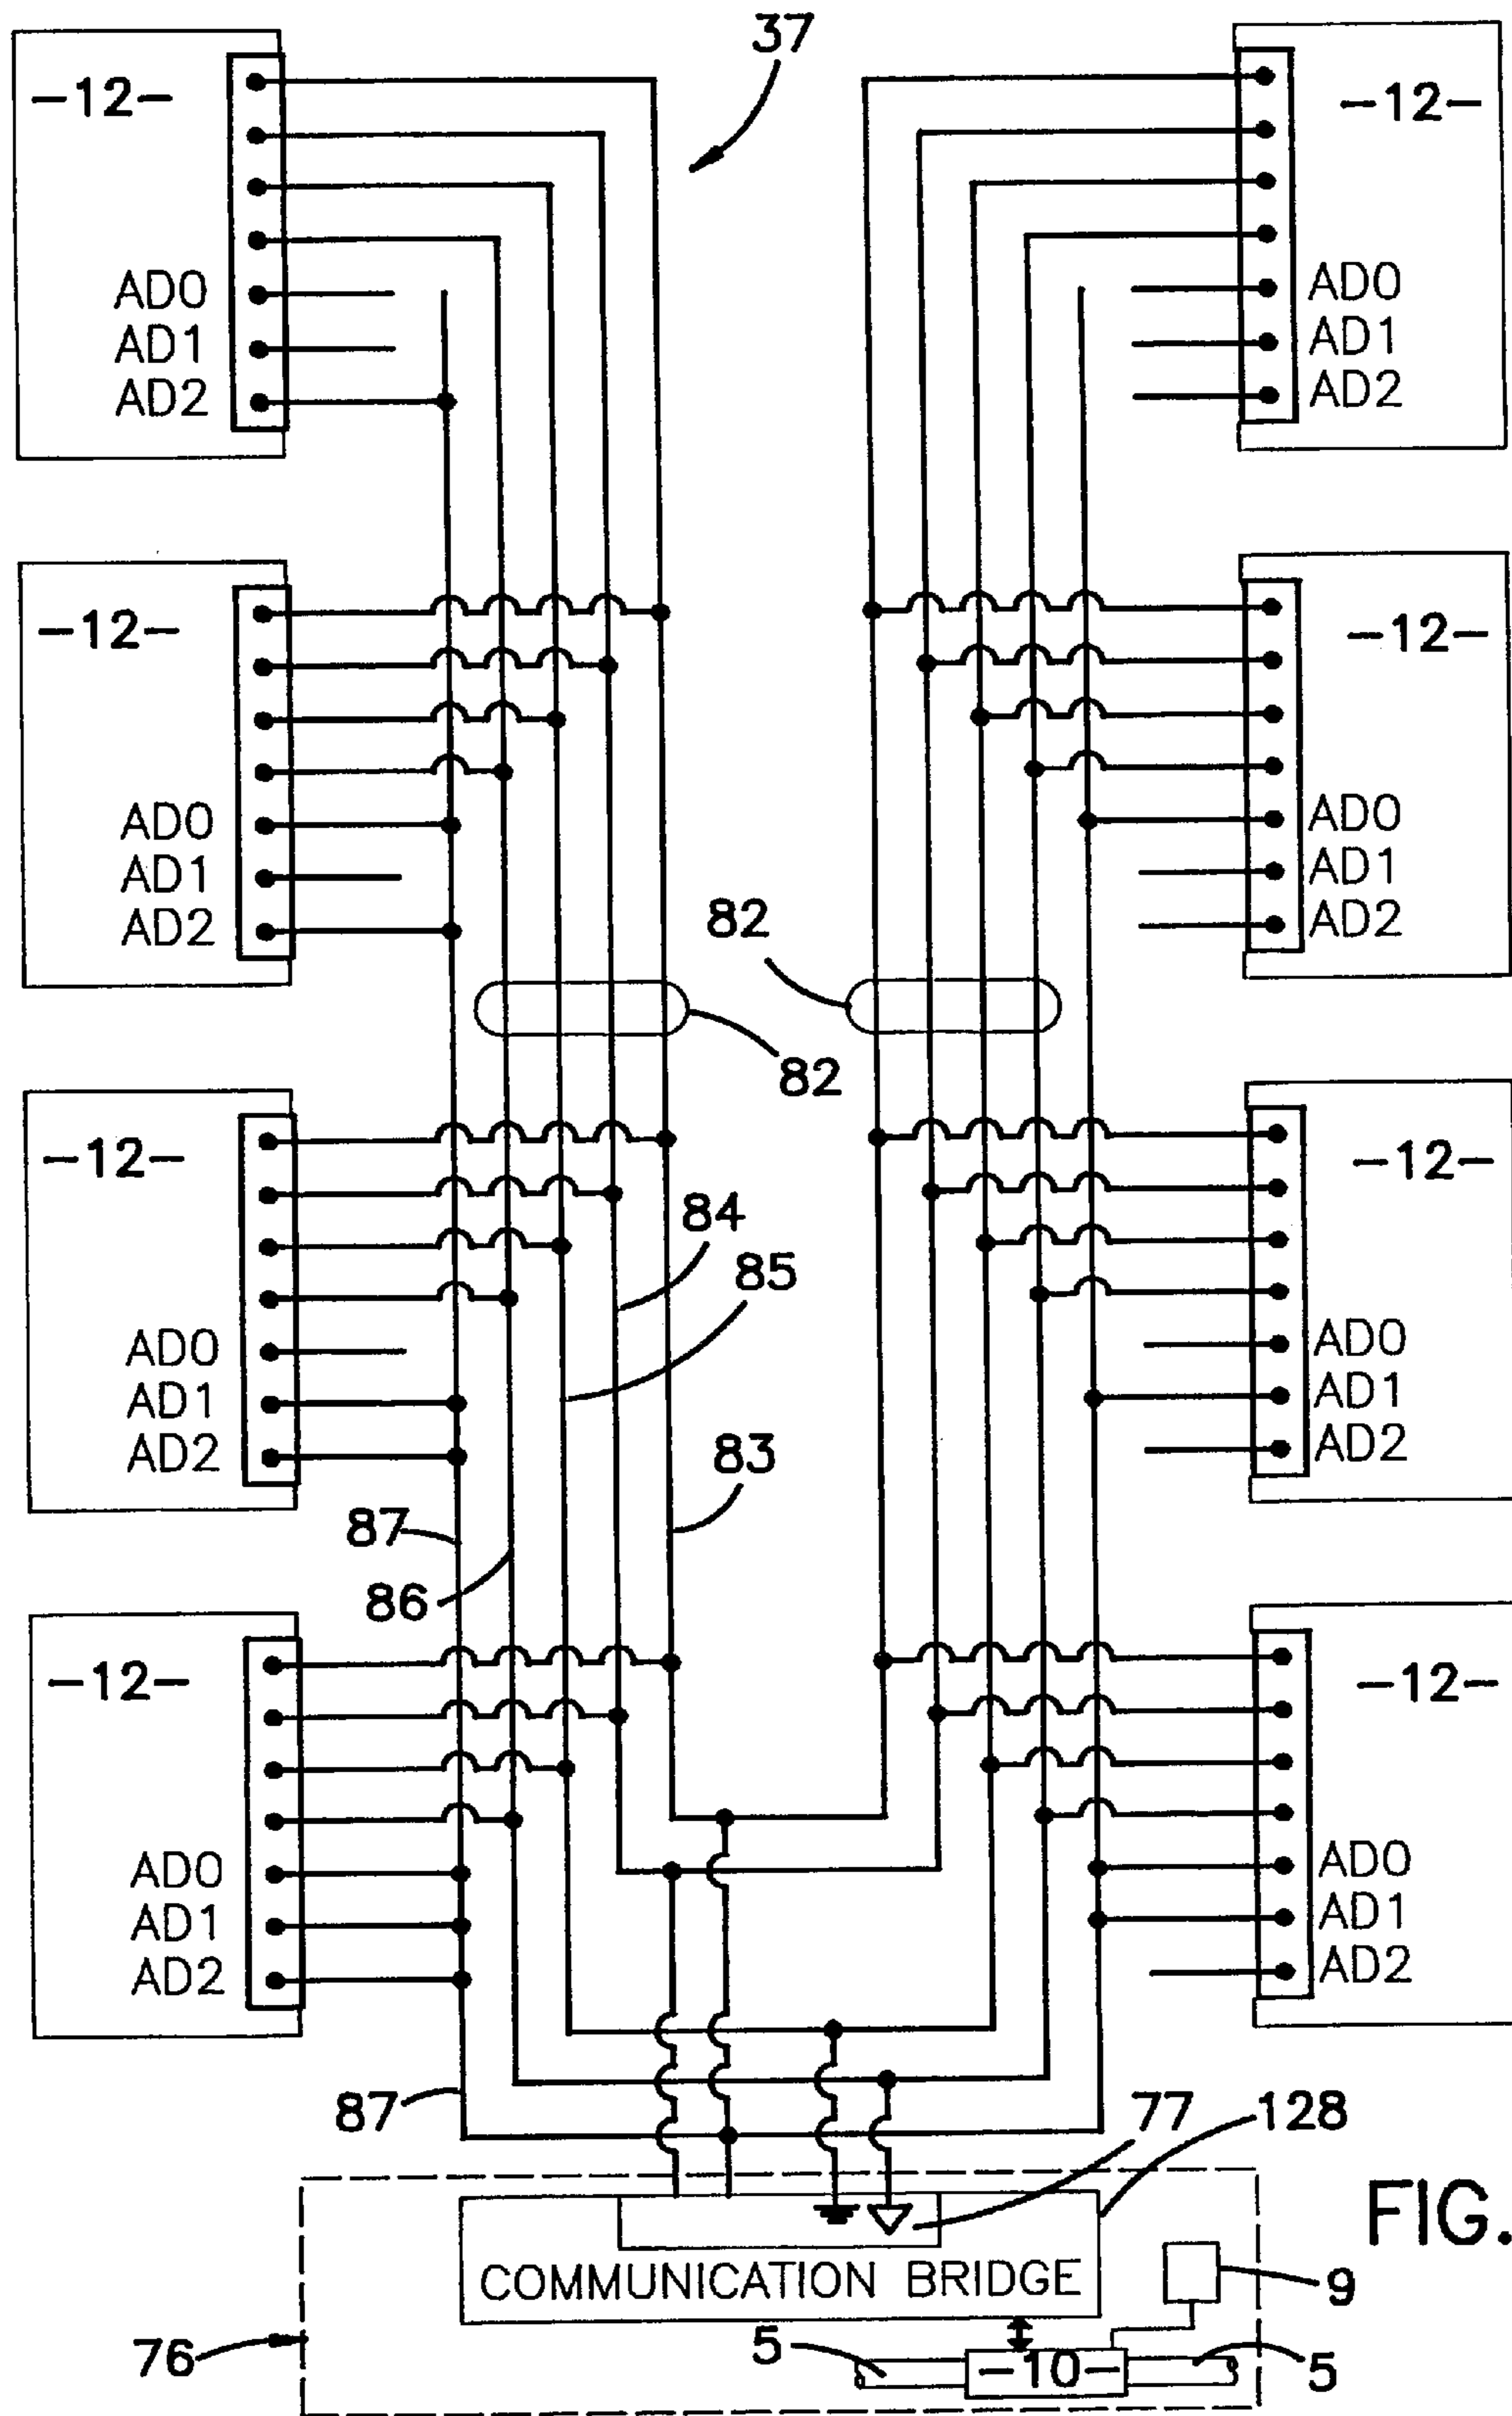 37
-12-
-12-
AD0
AD1
AD2
AD0
AD1
AD2
-12-
-12-
AD0
AD1
AD2
AD0
AD1
AD2
82
82
-12-
-12-
84
85
AD0
AD1
AD2
AD0
AD1
AD2
83
87
86
-12-
-12-
AD0
AD1
AD2
AD0
AD1
AD2
87
77
128
FIG.
COMMUNICATION BRIDGE
9
76
5
-10-
5